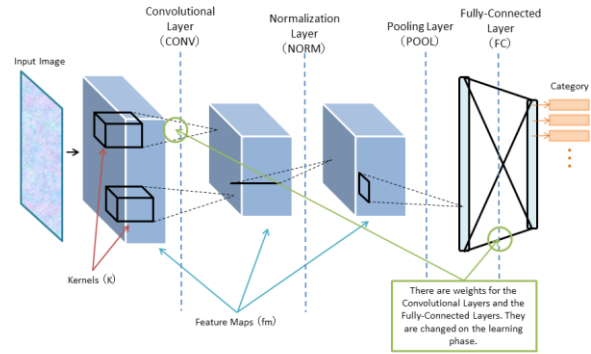 Convolutional
Layer
（CONV）
Normalization
Layer
（NORM）
Pooling Layer
（POOL）
Fully-Connected
Layer
（FC）
Input Image
Category
Kernels（K）
Feature Maps（fm）
There are weights for the
Convolutional Layers and the
Fully-Connected Layers. They
are changed on the learning
phase.